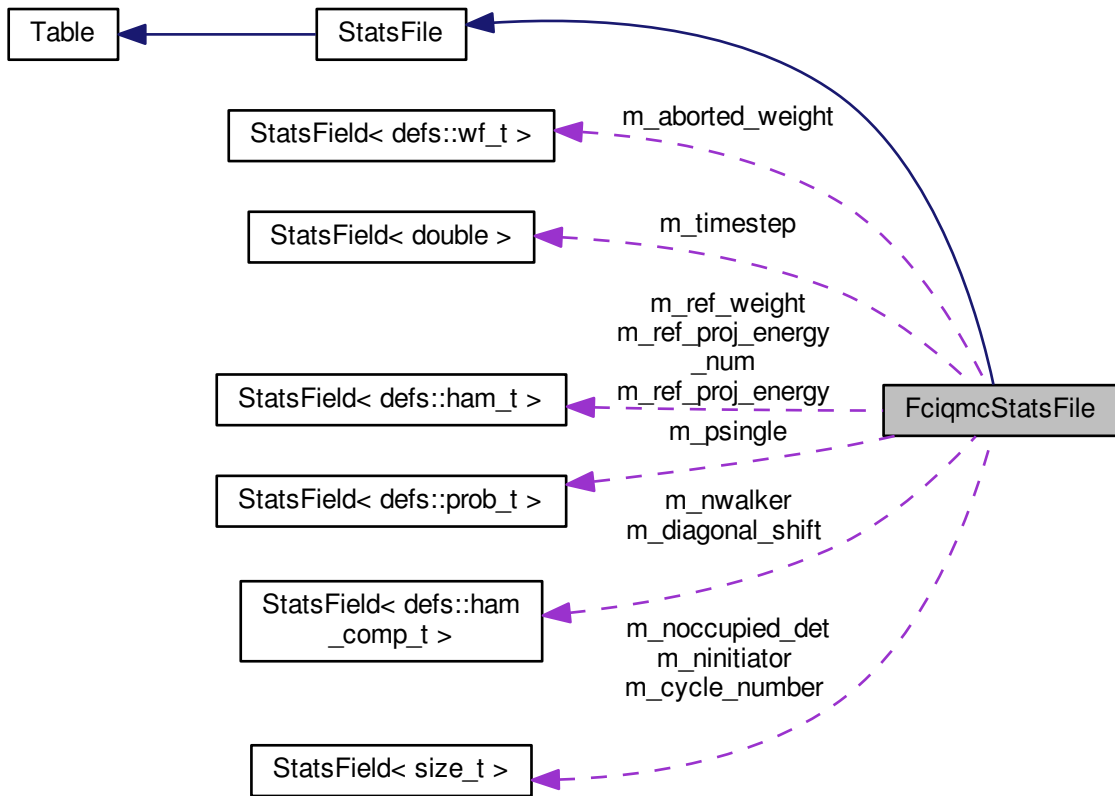 Table
StatsFile
StatsField< defs::wf_t >
m_aborted_weight
StatsField< double >
m_timestep
m_ref_weight
m_ref_proj_energy
_num
m_ref_proj_energy
StatsField< defs::ham_t >
FciqmcStatsFile
m_psingle
StatsField< defs::prob_t >
m_nwalker
m_diagonal_shift
StatsField< defs::ham
_comp_t >
m_noccupied_det
m_ninitiator
m_cycle_number
StatsField< size_t >